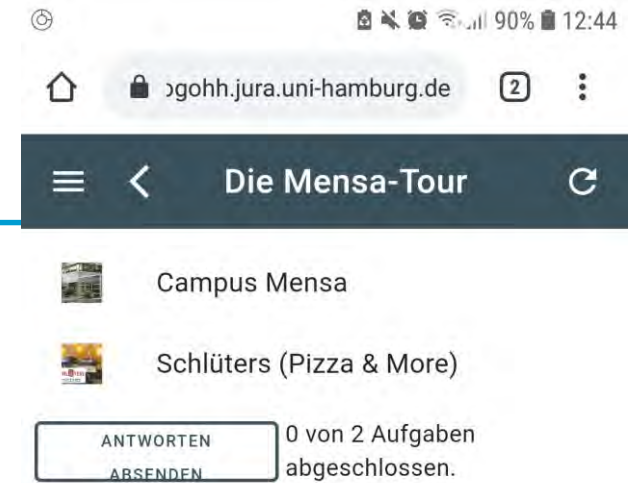 90% 12:44
ogohh.jura.uni-hamburg.de 2
Die Mensa-Tour
Campus Mensa
Schlüters (Pizza & More)
ANTWORTEN
ABSENDEN
0 von 2 Aufgaben
abgeschlossen.